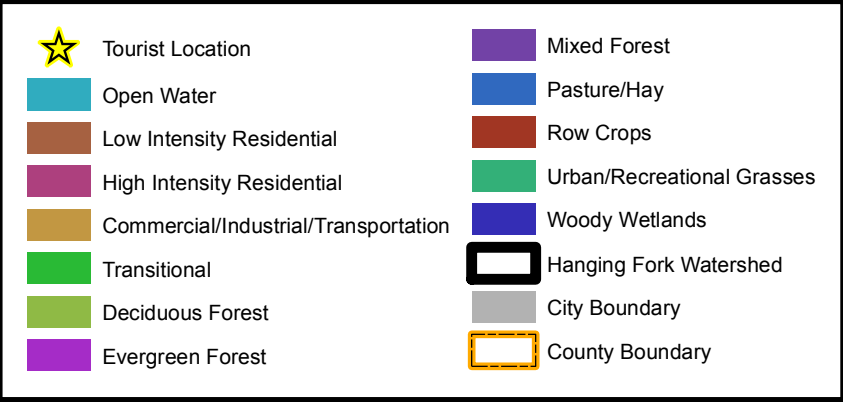 Tourist Location
Open Water
Low Intensity Residential
High Intensity Residential
Commercial/Industrial/Transportation
Transitional
Deciduous Forest
Evergreen Forest
Mixed Forest
Pasture/Hay
Row Crops
Urban/Recreational Grasses
Woody Wetlands
Hanging Fork Watershed
City Boundary
County Boundary